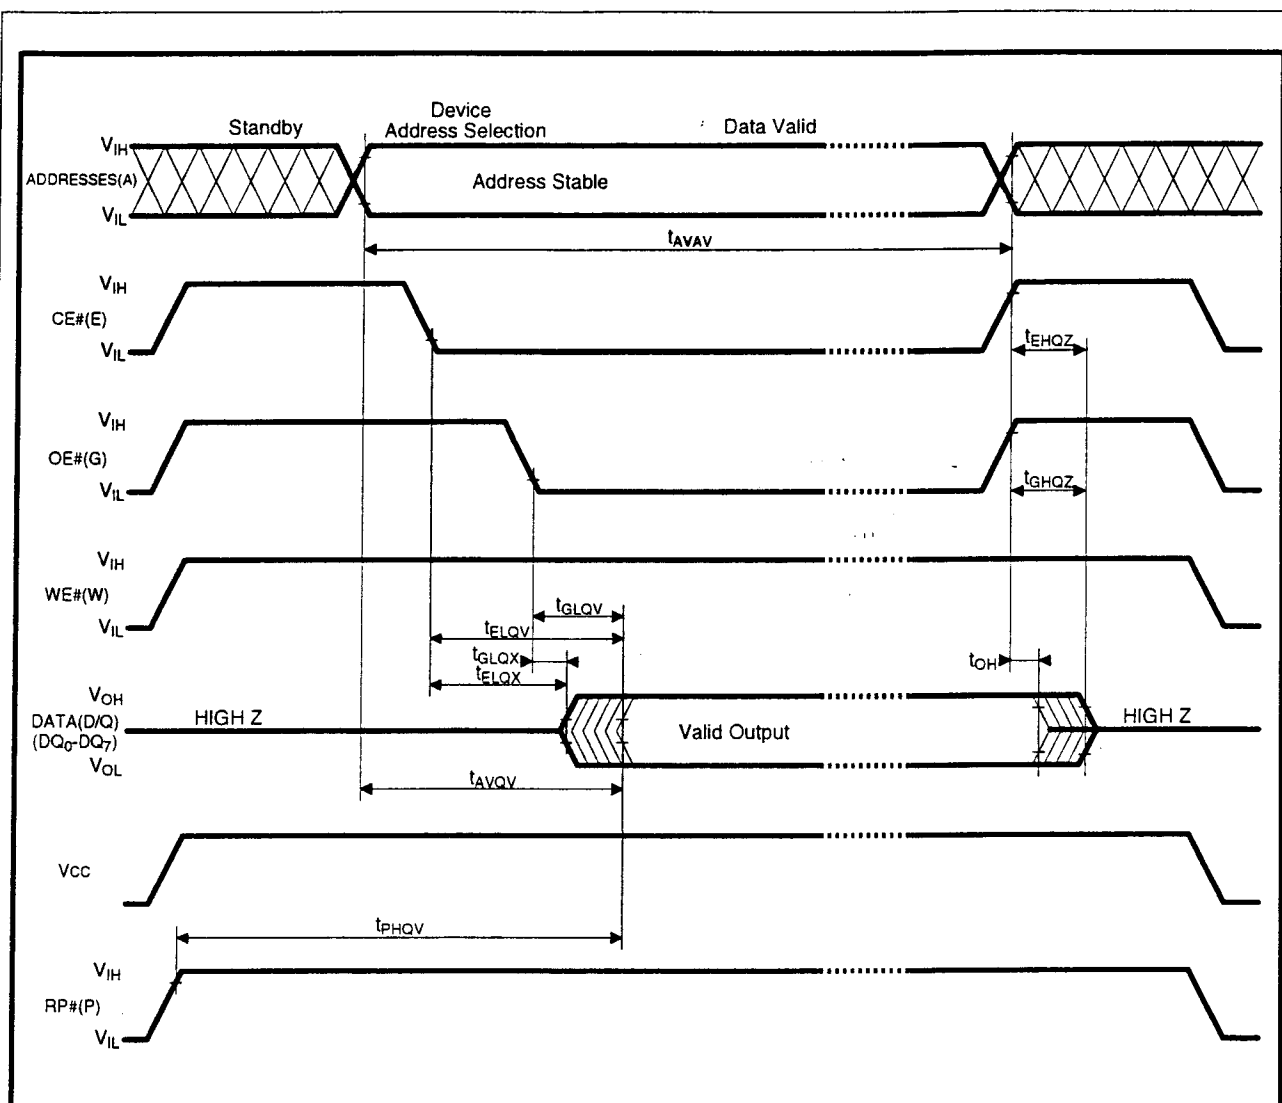 Device
Standby Address Selection Data Valid
VIH
ADDRESSES(A) Address Stable
VIL
tAVAV
VIH
CE#(E)
VIL
tEHQZ
VIH
OE#(G)
VIL
tGHQZ
VIH
WE#(W)
VIL
tGLQV
tELQV
tGLQX
tOH
tELQX
VOH
DATA(D/Q) HIGH Z Valid Output HIGH Z
(DQ0-DQ7)
VOL
tAVQV
VCC
tPHQV
VIH
RP#(P)
VIL